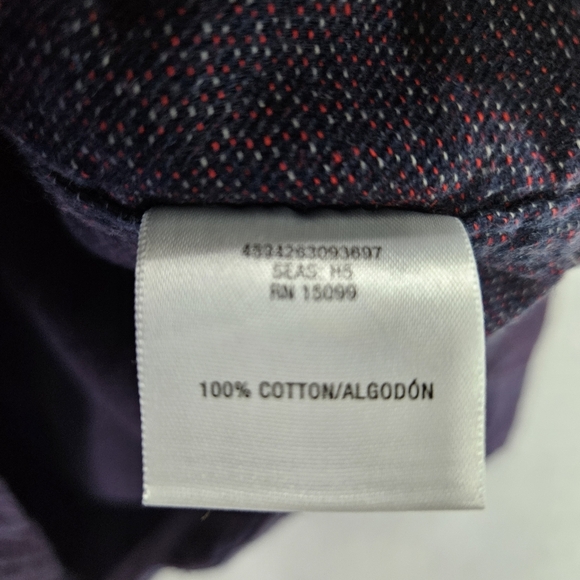 4534263093697
SEAS: H5
RN 15099
100% COTTON/ALGODÓN